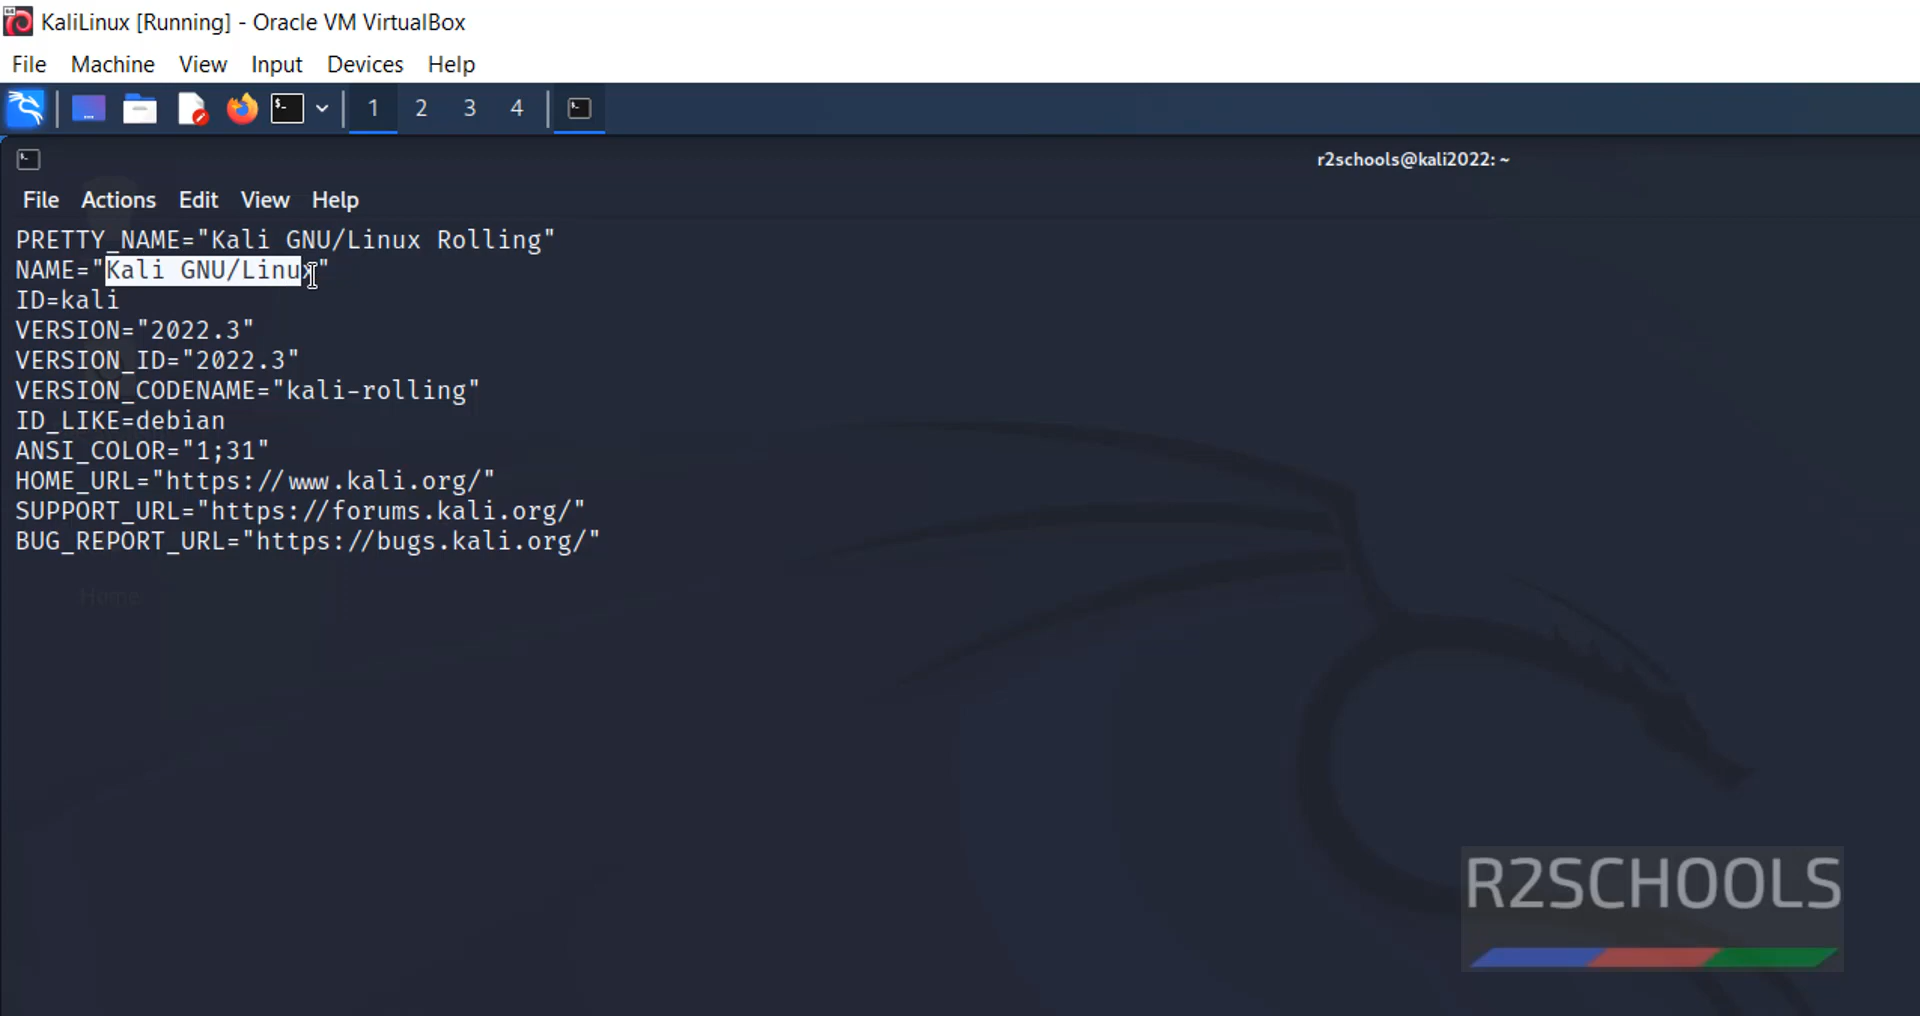 KaliLinux [Running] - Oracle VM VirtualBox
File Machine View Input Devices Help
1 2 3 4
r2schools@kali2022: ~
File Actions Edit View Help
PRETTY_NAME="Kali GNU/Linux Rolling"
NAME="Kali GNU/Linux"
ID=kali
VERSION="2022.3"
VERSION_ID="2022.3"
VERSION_CODENAME="kali-rolling"
ID_LIKE=debian
ANSI_COLOR="1;31"
HOME_URL="https://www.kali.org/"
SUPPORT_URL="https://forums.kali.org/"
BUG_REPORT_URL="https://bugs.kali.org/"
Home
R2SCHOOLS